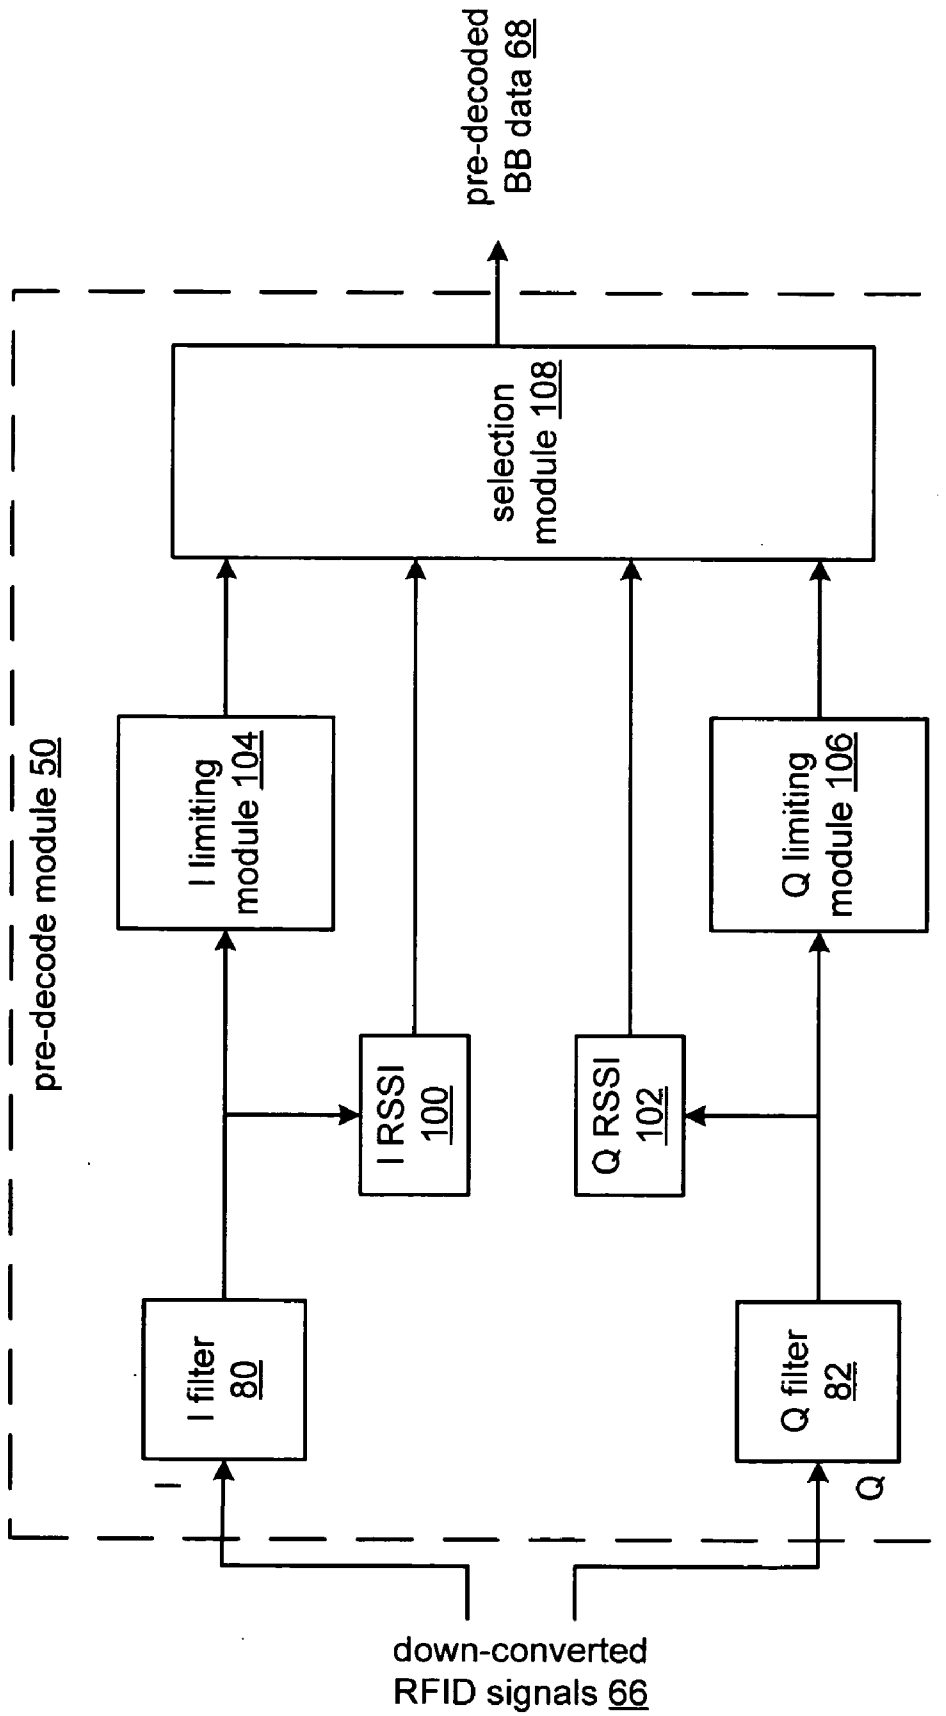 pre-decode module 50
down-converted
RFID signals 66
I
I filter
80
I RSSI
100
I limiting
module 104
Q
Q filter
82
Q RSSI
102
Q limiting
module 106
selection
module 108
pre-decoded
BB data 68